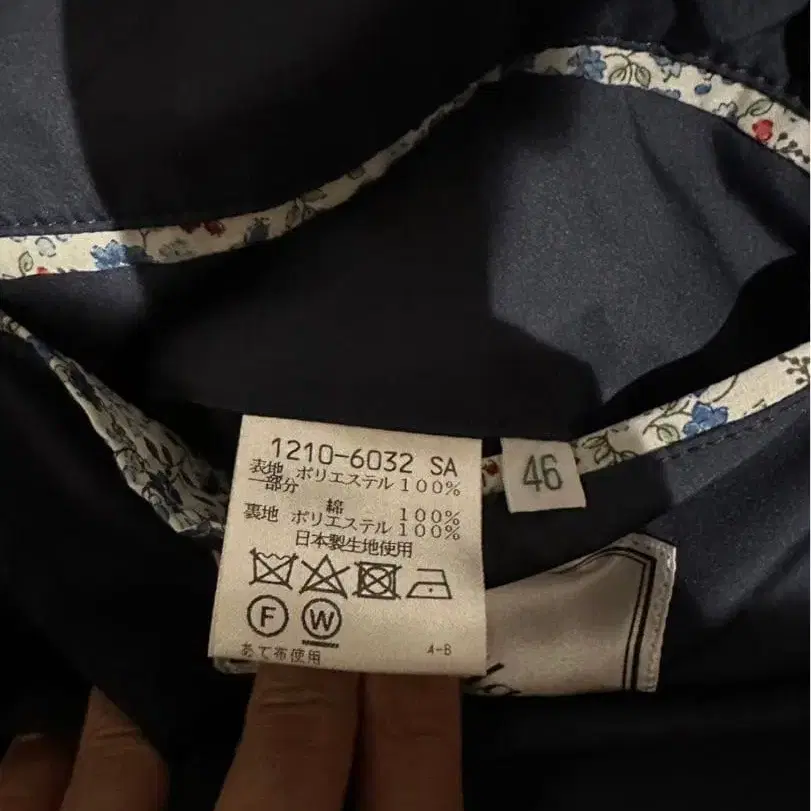 1210-6032 SA
表地 ポリエステル 100%
一部分
綿 100%
裏地 ポリエステル 100%
日本製生地使用
F W
あて布使用 4-B
46